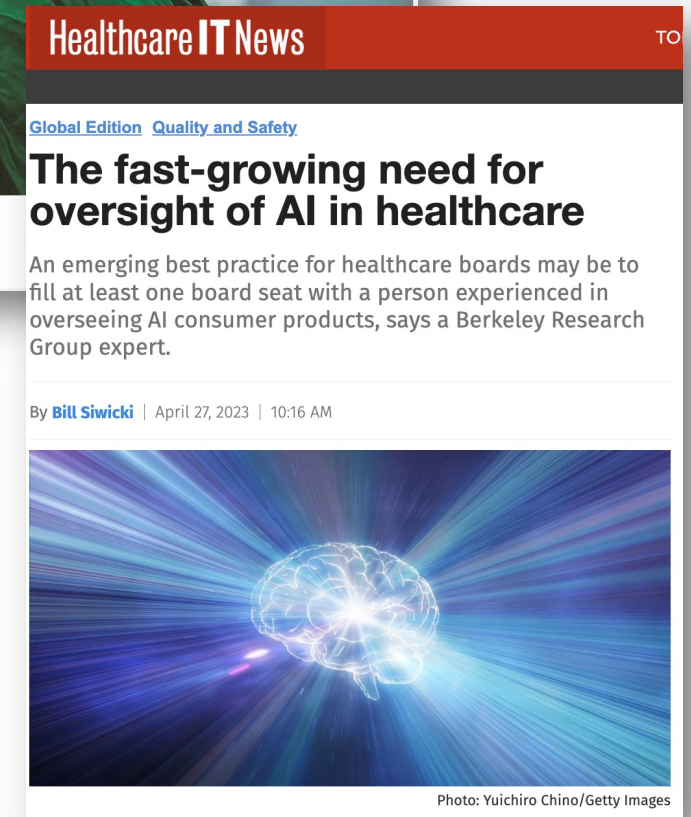 Healthcare IT News
Global Edition Quality and Safety
The fast-growing need for
oversight of AI in healthcare
An emerging best practice for healthcare boards may be to
fill at least one board seat with a person experienced in
overseeing AI consumer products, says a Berkeley Research
Group expert.
By Bill Siwicki | April 27, 2023 | 10:16 AM
Photo: Yuichiro Chino/Getty Images